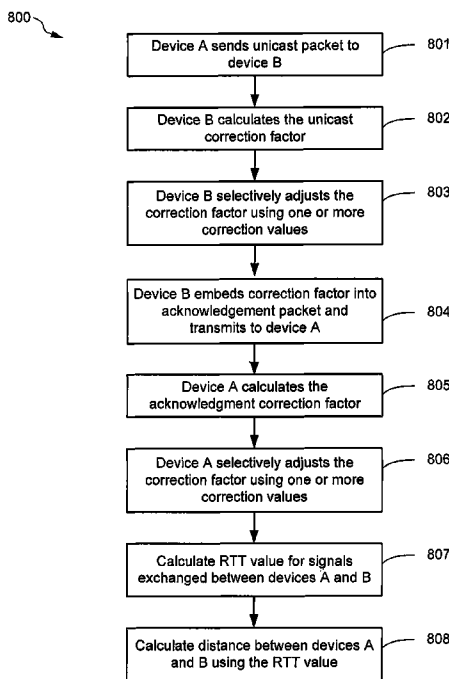 800
Device A sends unicast packet to
device B
801
Device B calculates the unicast
correction factor
802
Device B selectively adjusts the
correction factor using one or more
correction values
803
Device B embeds correction factor into
acknowledgement packet and
transmits to device A
804
Device A calculates the
acknowledgment correction factor
805
Device A selectively adjusts the
correction factor using one or more
correction values
806
Calculate RTT value for signals
exchanged between devices A and B
807
Calculate distance between devices A
and B using the RTT value
808